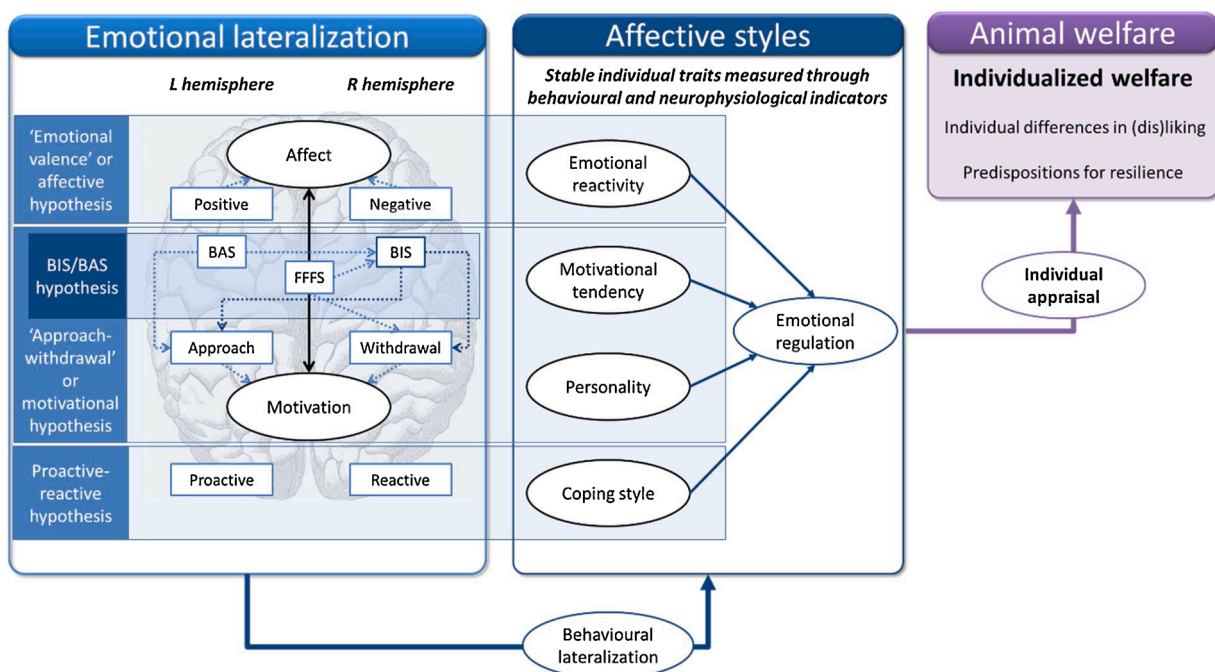 Emotional lateralization
L hemisphere
R hemisphere
'Emotional
valence' or
affective
hypothesis
Affect
Positive
Negative
BIS/BAS
hypothesis
BAS
BIS
FFFS
'Approach-
withdrawal'
or
motivational
hypothesis
Approach
Withdrawal
Motivation
Proactive-
reactive
hypothesis
Proactive
Reactive
Affective styles
Stable individual traits measured through
behavioural and neurophysiological indicators
Emotional
reactivity
Motivational
tendency
Personality
Coping style
Emotional
regulation
Animal welfare
Individualized welfare
Individual differences in (dis)liking
Predispositions for resilience
Individual
appraisal
Behavioural
lateralization